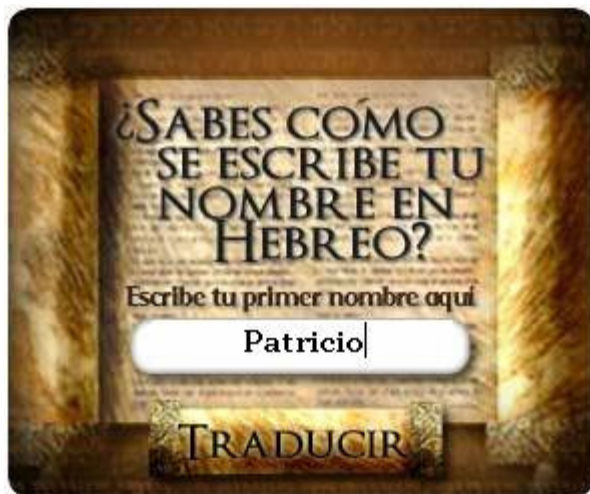 ¿SABES CÓMO
SE ESCRIBE TU
NOMBRE EN
HEBREO?
Escribe tu primer nombre aquí
Patricio
TRADUCIR